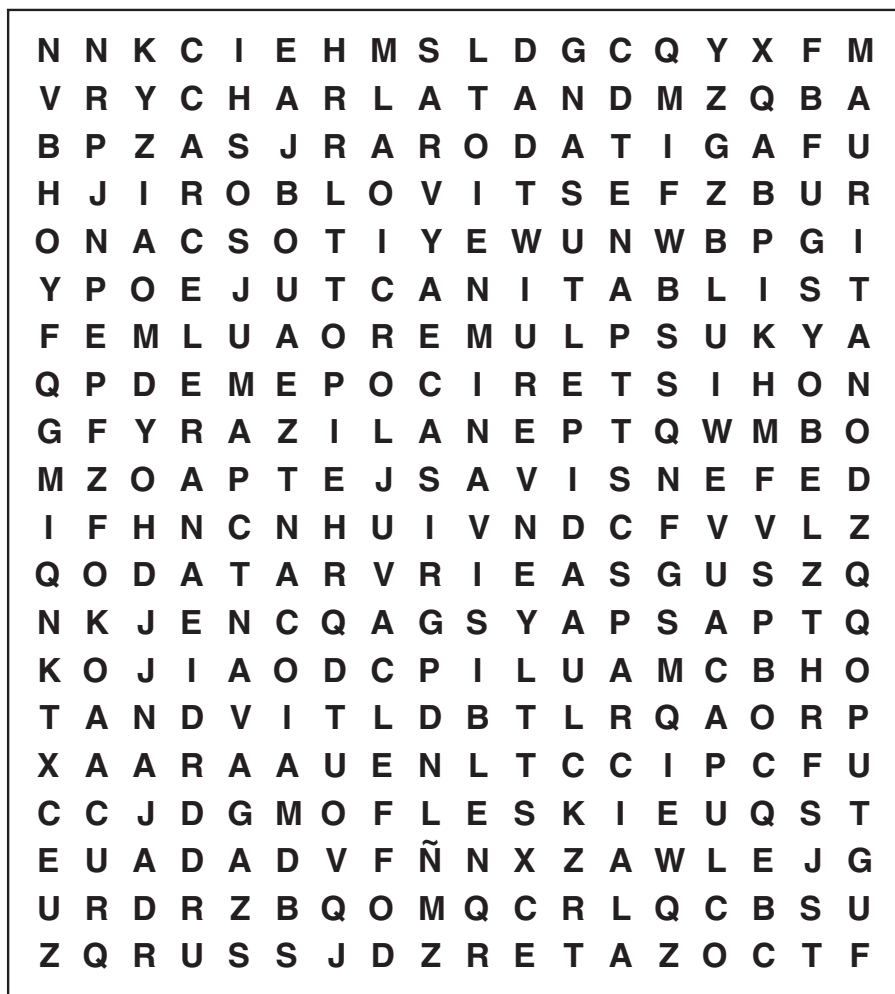 N N K C I E H M S L D G C Q Y X F M
V R Y C H A R L A T A N D M Z Q B A
B P Z A S J R A R O D A T I G A F U
H J I R O B L O V I T S E F Z B U R
O N A C S O T I Y E W U N W B P G I
Y P O E J U T C A N I T A B L I S T
F E M L U A O R E M U L P S U K Y A
Q P D E M E P O C I R E T S I H O N
G F Y R A Z I L A N E P T Q W M B O
M Z O A P T E J S A V I S N E F E D
I F H N C N H U I V N D C F V V L Z
Q O D A T A R V R I E A S G U S Z Q
N K J E N C Q A G S Y A P S A P T Q
K O J I A O D C P I L U A M C B H O
T A N D V I T L D B T L R Q A O R P
X A A R A A U E N L T C C I P C F U
C C J D G M O F L E S K I E U Q S T
E U A D A D V F Ñ N X Z A W L E J G
U R D R Z B Q O M Q C R L Q C B S U
Z Q R U S S J D Z R E T A Z O C T F